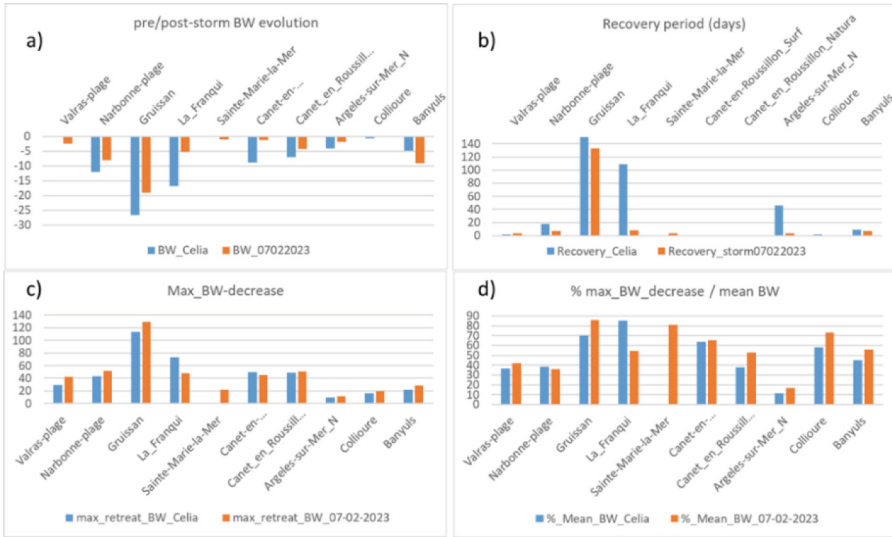 a)
pre/post-storm BW evolution
Valras-plage
Narbonne-plage
Gruissan
La_Franqui
Sainte-Marie-la-Mer
Canet-en-...
Canet_en_Roussill...
Argeles-sur-Mer_N
Collioure
Banyuls
0
-5
-10
-15
-20
-25
-30
BW_Celia BW_07022023
b)
Recovery period (days)
Valras-plage
Narbonne-plage
Gruissan
La_Franqui
Sainte-Marie-la-Mer
Canet-en-Roussillon_Surf
Canet_en_Roussillon_Natura
Argeles-sur-Mer_N
Collioure
Banyuls
140
120
100
80
60
40
20
0
Recovery_Celia Recovery_storm07022023
c)
Max_BW-decrease
140
120
100
80
60
40
20
0
Valras-plage
Narbonne-plage
Gruissan
La_Franqui
Sainte-Marie-la-Mer
Canet-en-...
Canet_en_Roussill...
Argeles-sur-Mer_N
Collioure
Banyuls
max_retreat_BW_Celia max_retreat_BW_07-02-2023
d)
% max_BW_decrease / mean BW
90
80
70
60
50
40
30
20
10
0
Valras-plage
Narbonne-plage
Gruissan
La_Franqui
Sainte-Marie-la-Mer
Canet-en-...
Canet_en_Roussill...
Argeles-sur-Mer_N
Collioure
Banyuls
%_Mean_BW_Celia %_Mean_BW_07-02-2023